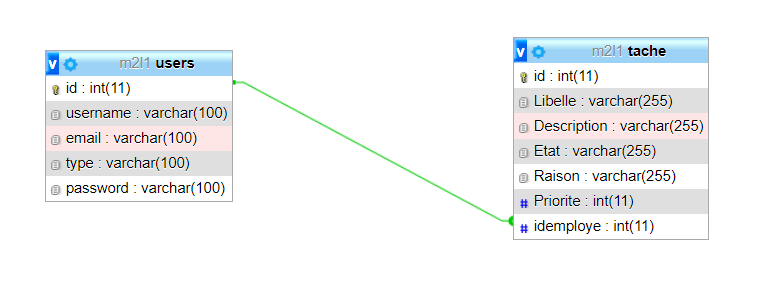 v m2l1 users
id : int(11)
username : varchar(100)
email : varchar(100)
type : varchar(100)
password : varchar(100)
v m2l1 tache
id : int(11)
Libelle : varchar(255)
Description : varchar(255)
Etat : varchar(255)
Raison : varchar(255)
# Priorite : int(11)
# idemploye : int(11)